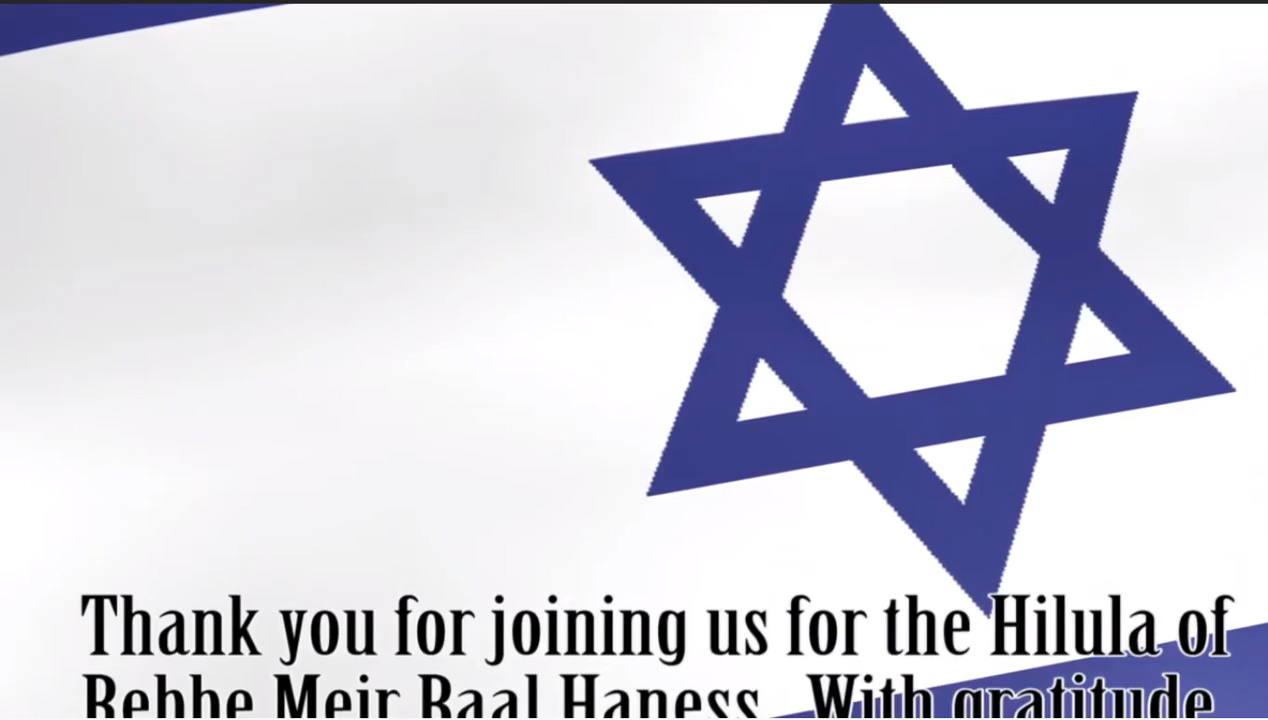 Thank you for joining us for the Hilula of
Rebbe Meir Baal Haness. With gratitude